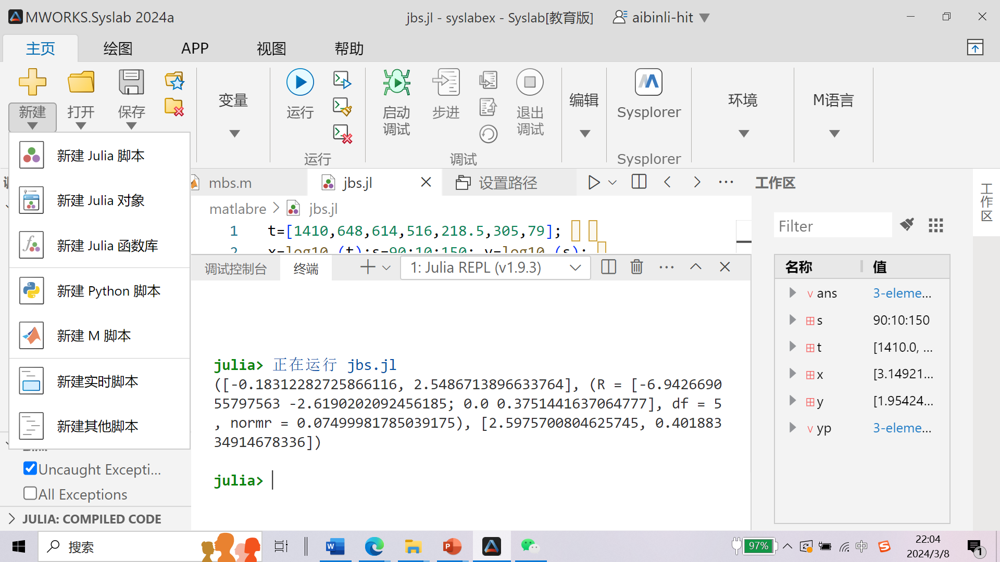 MWORKS.Syslab 2024a
jbs.jl - syslabex - Syslab[教育版]
aibinli-hit
主页
绘图
APP
视图
帮助
新建
打开
保存
变量
运行
启动
调试
步进
退出
调试
编辑
Sysplorer
环境
M语言
运行
调试
Sysplorer
新建 Julia 脚本
新建 Julia 对象
新建 Julia 函数库
新建 Python 脚本
新建 M 脚本
新建实时脚本
新建其他脚本
Uncaught Excepti...
All Exceptions
JULIA: COMPILED CODE
mbs.m
jbs.jl
设置路径
matlabre > jbs.jl
1 t=[1410,648,614,516,218.5,305,79];
2 x=log10.(t);s=90:10:150; y=log10.(s);
调试控制台
终端
1: Julia REPL (v1.9.3)
julia> 正在运行 jbs.jl
([-0.18312282725866116, 2.5486713896633764], (R = [-6.9426690
55797563 -2.6190202092456185; 0.0 0.3751441637064777], df = 5
, normr = 0.07499981785039175), [2.5975700804625745, 0.401883
34914678336])
julia>
工作区
工作区
Filter
名称 值
ans 3-eleme...
s 90:10:150
t [1410.0, ...
x [3.14921...
y [1.95424...
yp 3-eleme...
搜索
97%
中
22:04
2024/3/8
1